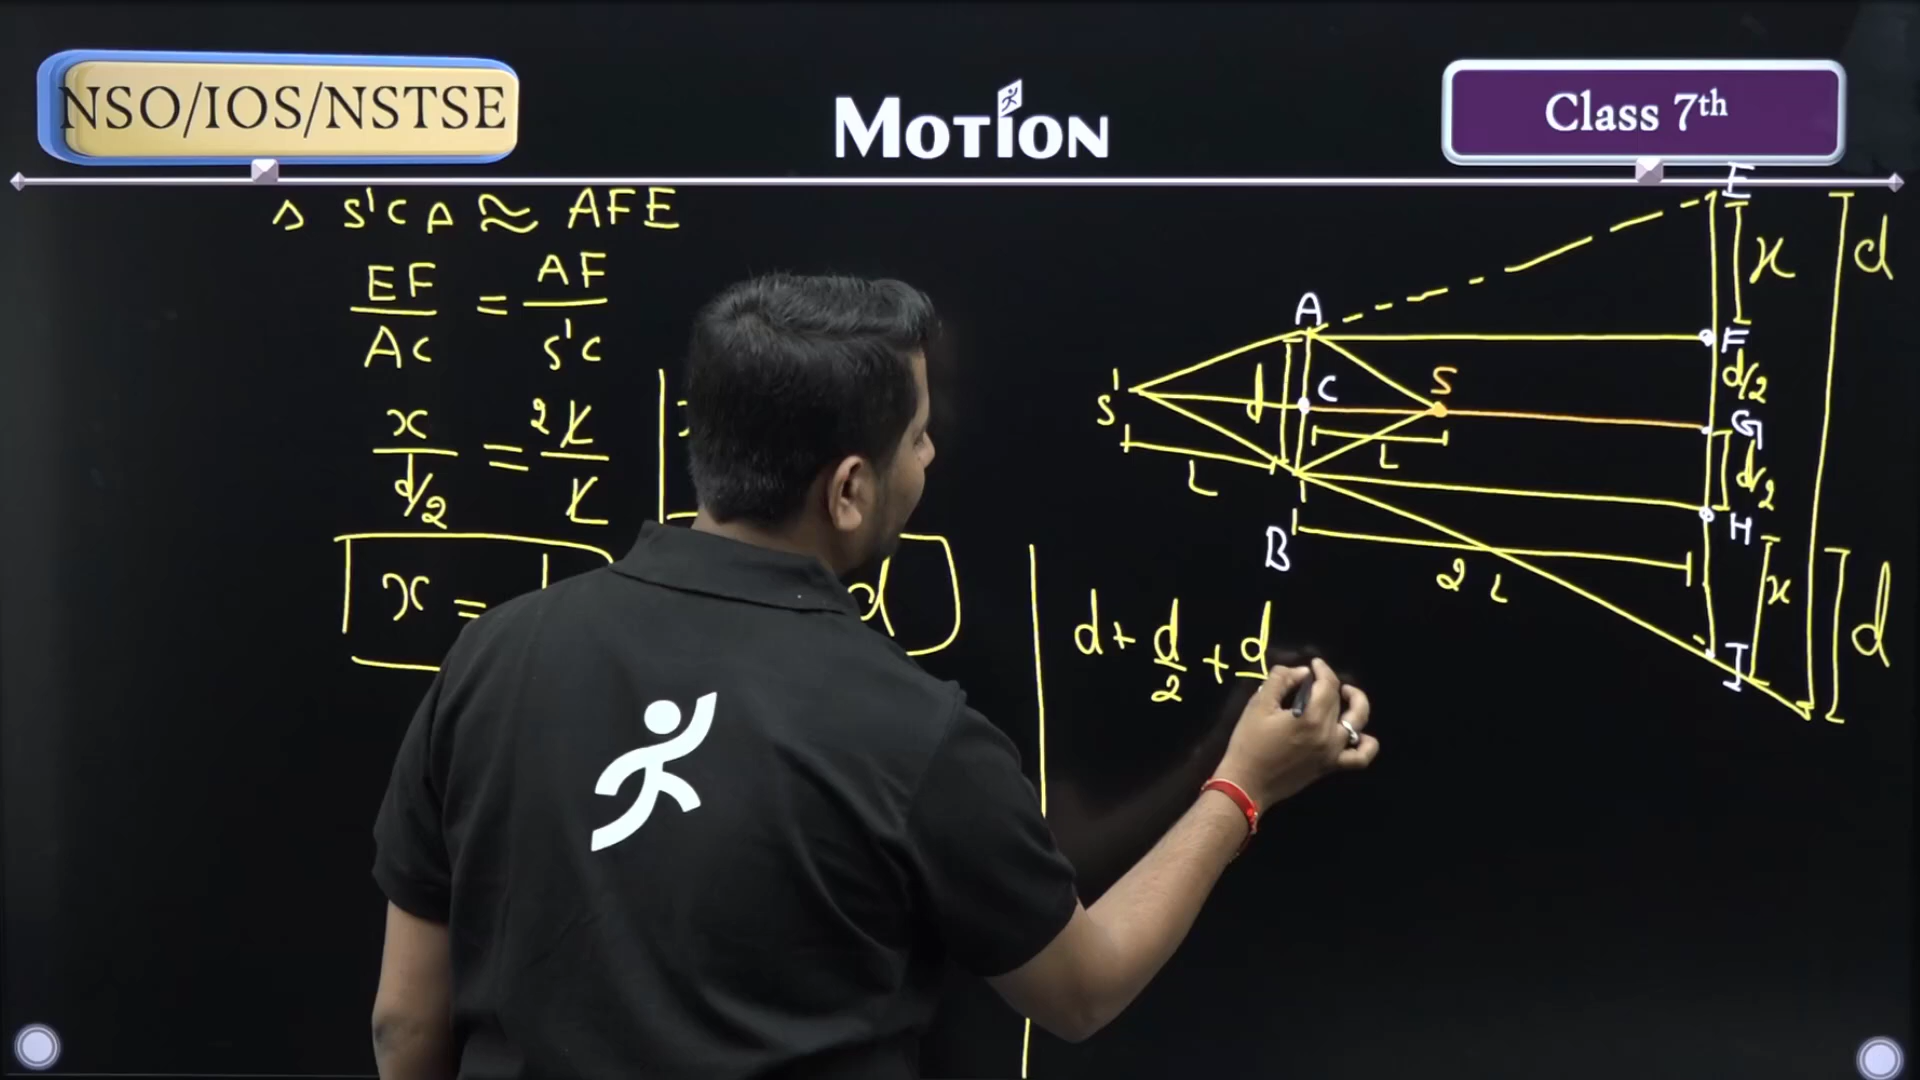 NSO/IOS/NSTSE
MOTION
Class 7th
Δ S'CA ≈ AFE
EF/AC = AF/S'C
x/(d/2) = 2L/L
x =
d
d + d/2 + d
E
x
d
A
F
d/2
S'
d
C
S
G
L
L
d/2
H
B
2L
x
I
d